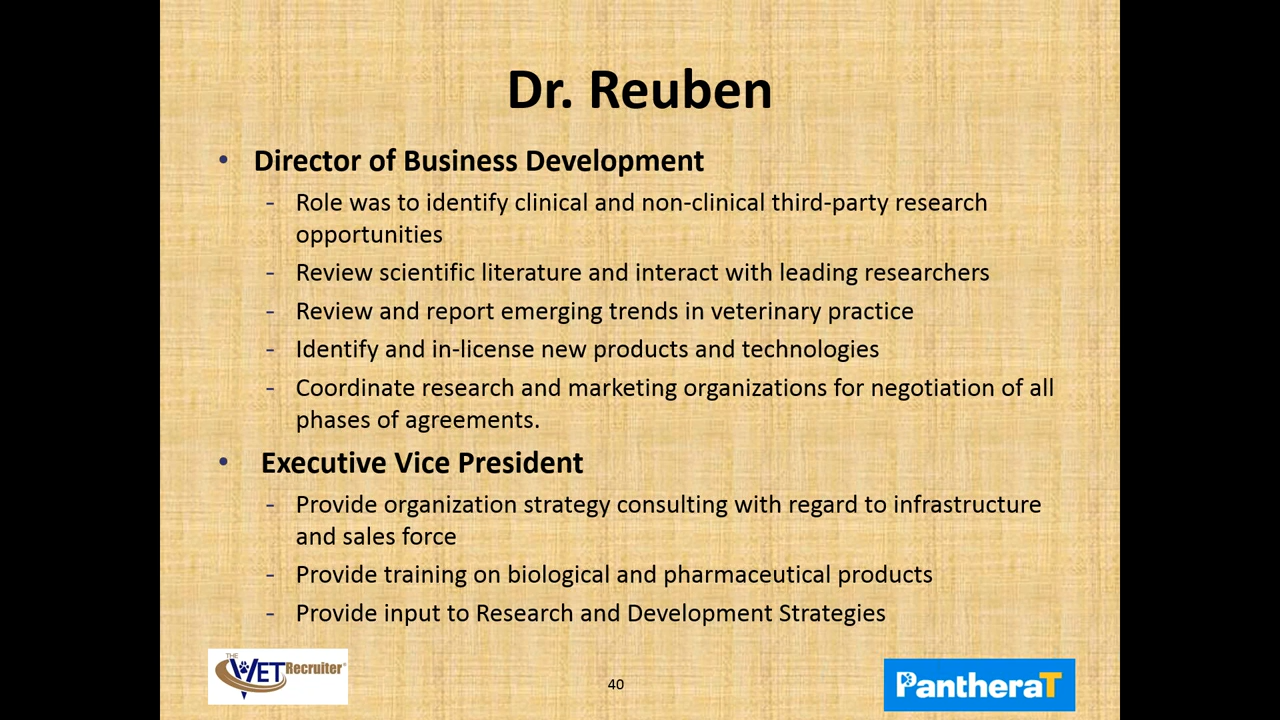 Dr. Reuben
• Director of Business Development
- Role was to identify clinical and non-clinical third-party research
opportunities
- Review scientific literature and interact with leading researchers
- Review and report emerging trends in veterinary practice
- Identify and in-license new products and technologies
- Coordinate research and marketing organizations for negotiation of all
phases of agreements.
• Executive Vice President
- Provide organization strategy consulting with regard to infrastructure
and sales force
- Provide training on biological and pharmaceutical products
- Provide input to Research and Development Strategies
THE
VET Recruiter®
40
PantheraT